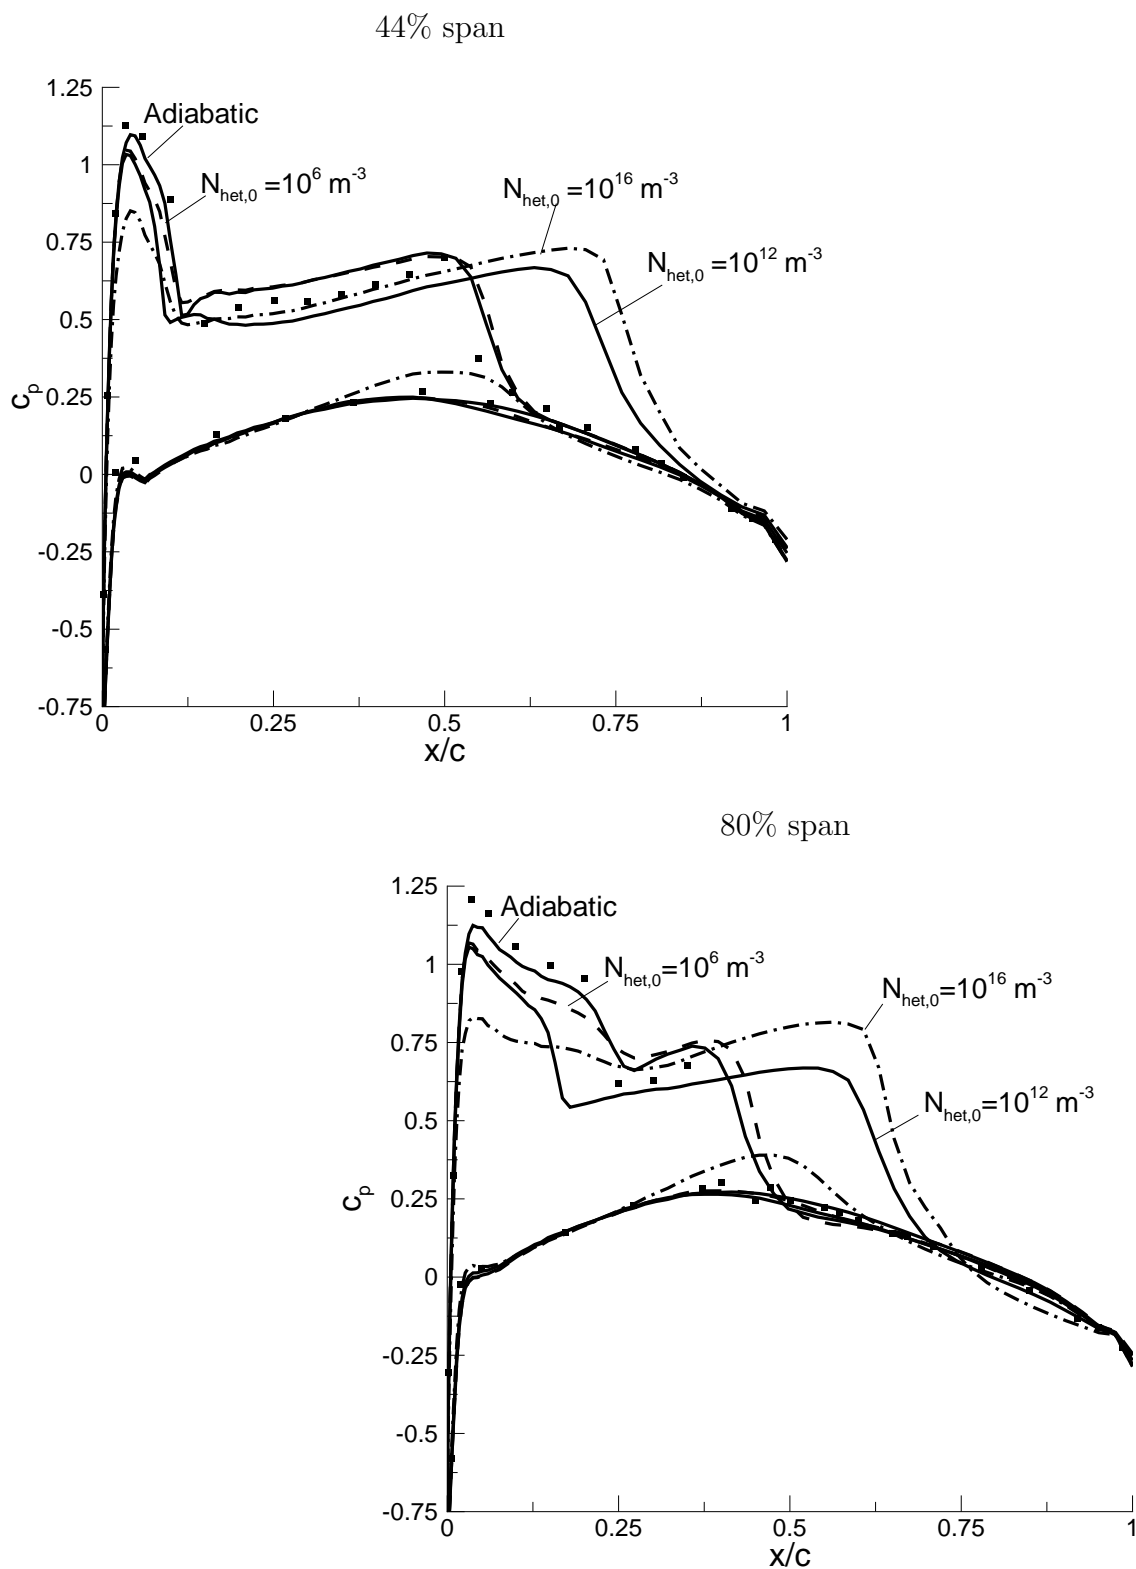 44% span
1.25
Adiabatic
N_het,0 =10^6 m^-3
N_het,0 =10^16 m^-3
1
0.75
N_het,0 =10^12 m^-3
0.5
c_p
0.25
0
-0.25
-0.5
-0.75
0 0.25 0.5 0.75 1
x/c
80% span
1.25
Adiabatic
N_het,0=10^6 m^-3
1
N_het,0=10^16 m^-3
0.75
N_het,0=10^12 m^-3
0.5
c_p
0.25
0
-0.25
-0.5
-0.75
0 0.25 0.5 0.75 1
x/c